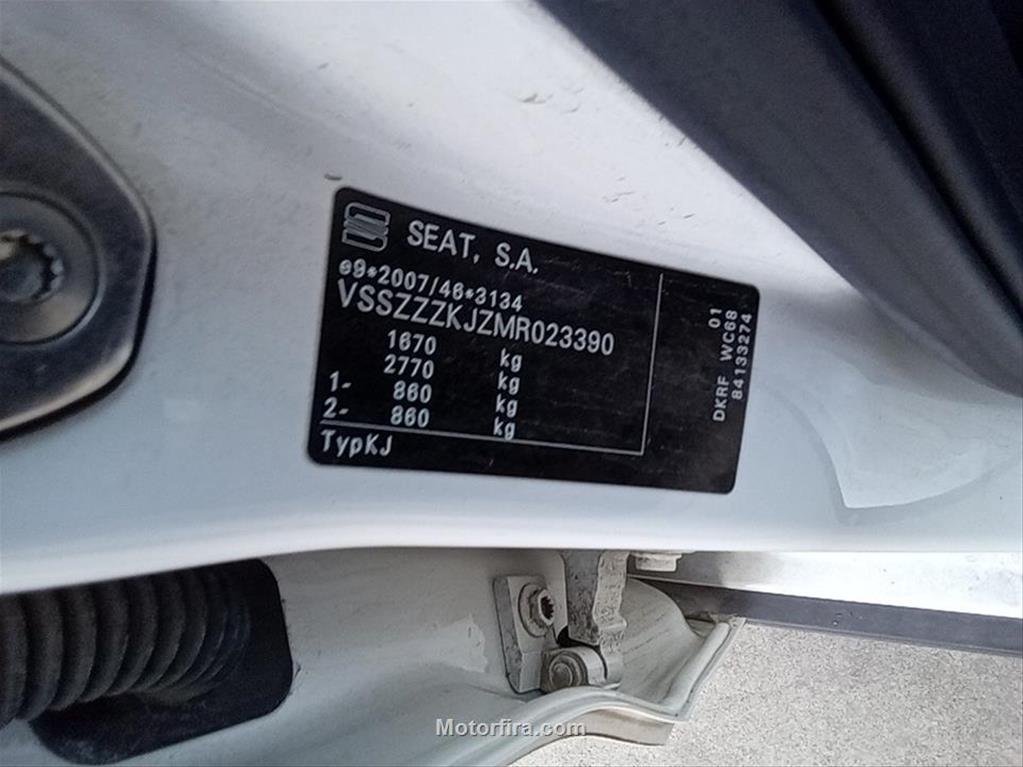 SEAT, S.A.
e9*2007/46*3134
VSSZZZKJZMR023390
1670 kg
2770 kg
1- 860 kg
2- 860 kg
TypKJ
01
DKRF WC68
84133274
Motorfira.com